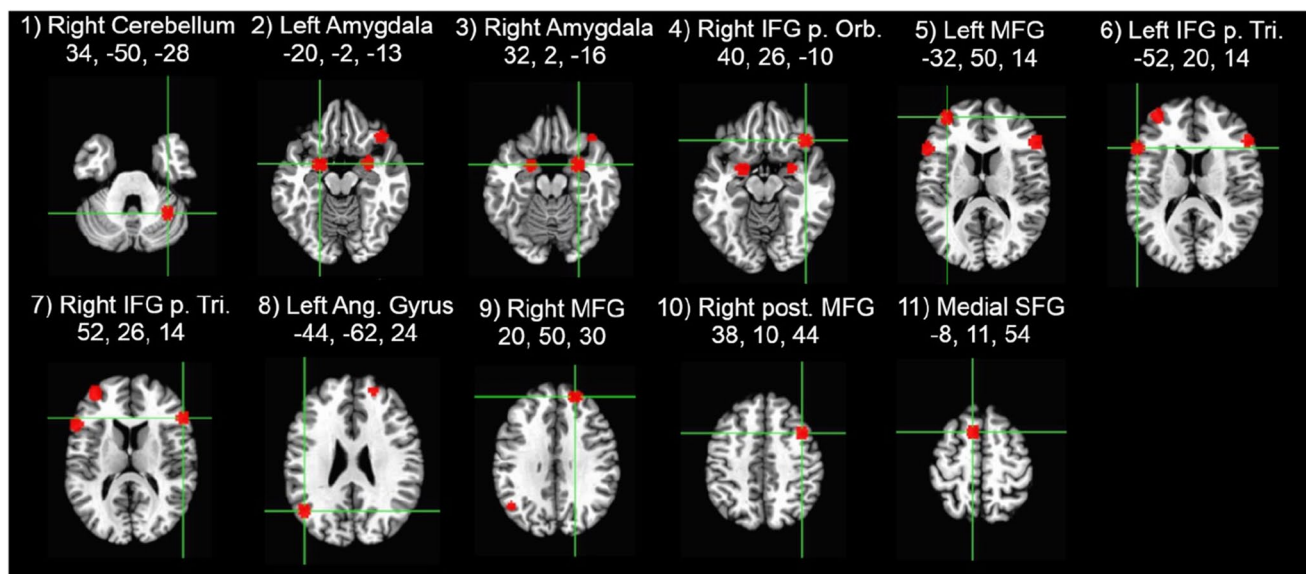 1) Right Cerebellum
34, -50, -28
2) Left Amygdala
-20, -2, -13
3) Right Amygdala
32, 2, -16
4) Right IFG p. Orb.
40, 26, -10
5) Left MFG
-32, 50, 14
6) Left IFG p. Tri.
-52, 20, 14
7) Right IFG p. Tri.
52, 26, 14
8) Left Ang. Gyrus
-44, -62, 24
9) Right MFG
20, 50, 30
10) Right post. MFG
38, 10, 44
11) Medial SFG
-8, 11, 54